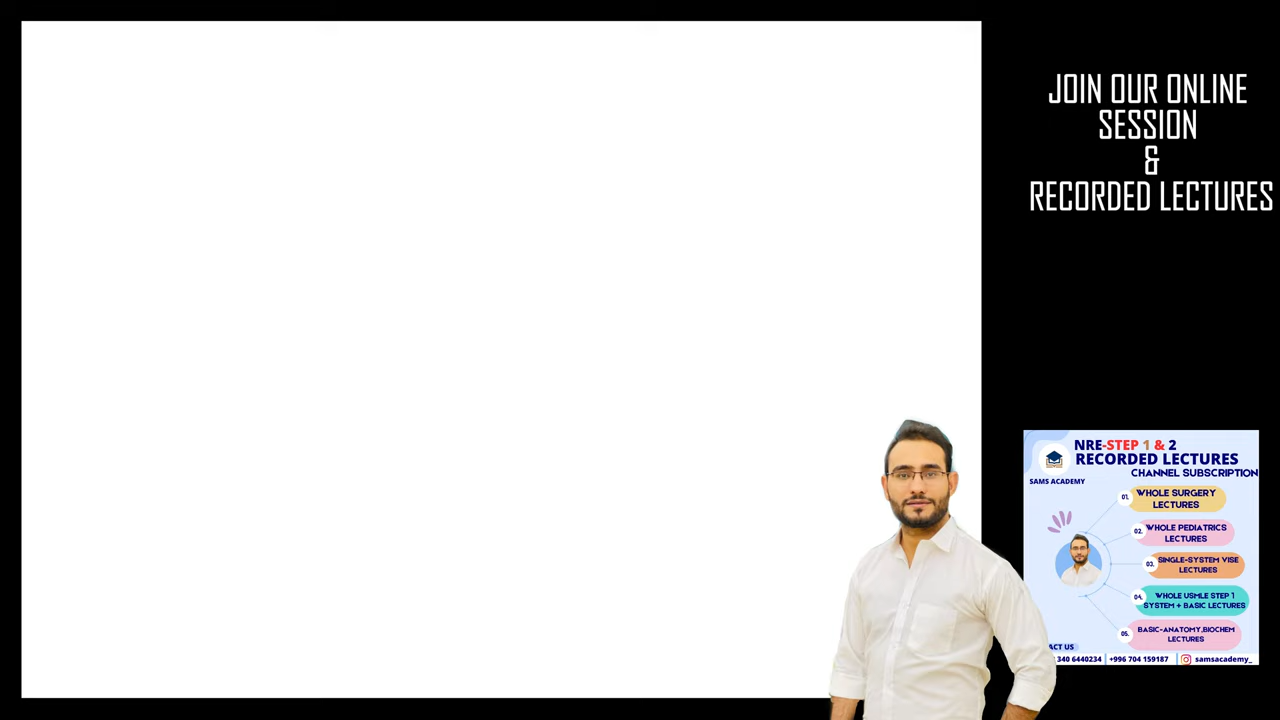 JOIN OUR ONLINE
SESSION
&
RECORDED LECTURES
NRE-STEP 1 & 2
RECORDED LECTURES
CHANNEL SUBSCRIPTION
SAMS ACADEMY
01. WHOLE SURGERY
LECTURES
02. WHOLE PEDIATRICS
LECTURES
03. SINGLE-SYSTEM VISE
LECTURES
04. WHOLE USMLE STEP 1
SYSTEM + BASIC LECTURES
05. BASIC-ANATOMY,BIOCHEM
LECTURES
ACT US
340 6440234 +996 704 159187 samsacademy_